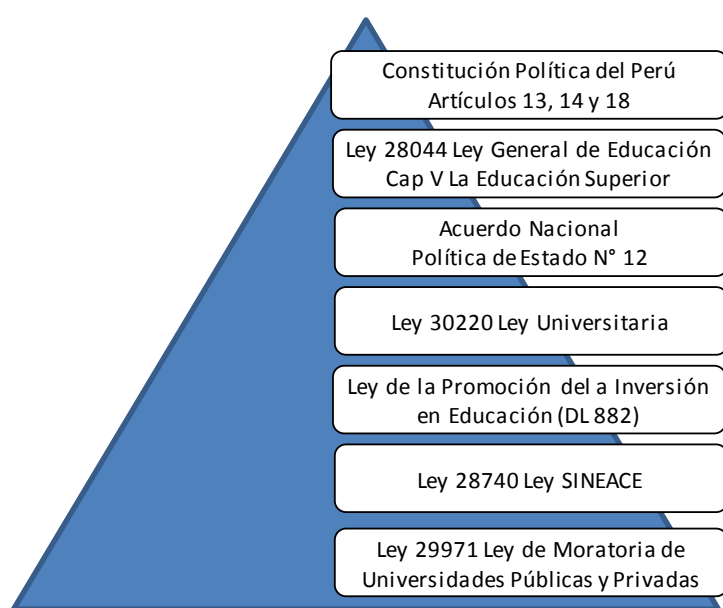 Constitución Política del Perú
Artículos 13, 14 y 18
Ley 28044 Ley General de Educación
Cap V La Educación Superior
Acuerdo Nacional
Política de Estado N° 12
Ley 30220 Ley Universitaria
Ley de la Promoción del a Inversión
en Educación (DL 882)
Ley 28740 Ley SINEACE
Ley 29971 Ley de Moratoria de
Universidades Públicas y Privadas